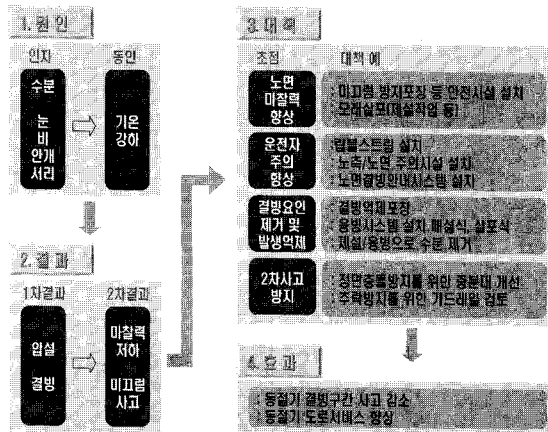 1. 원인
인자
동인
수분
눈
비
안개
서리
기온
강하
2. 결과
1차결과
2차결과
압설
결빙
마찰력
저하
미끄럼
사고
3. 대책
초점
대책 예
노면
마찰력
향상
: 미끄럼 방지포장 등 안전시설 설치
: 모래살포(제설작업 등)
운전자
주의
향상
: 럼블스트립 설치
: 노측/노면 주의시설 설치
: 노면결빙안내시스템 설치
결빙요인
제거 및
발생억제
: 결빙억제포장
: 융빙시스템 설치 매설식, 살포식
: 제설/융빙으로 수분 제거
2차사고
방지
: 정면충돌방지를 위한 중분대 개선
: 추락방지를 위한 가드레일 검토
4. 효과
: 동절기 결빙구간 사고 감소
: 동절기 도로서비스 향상